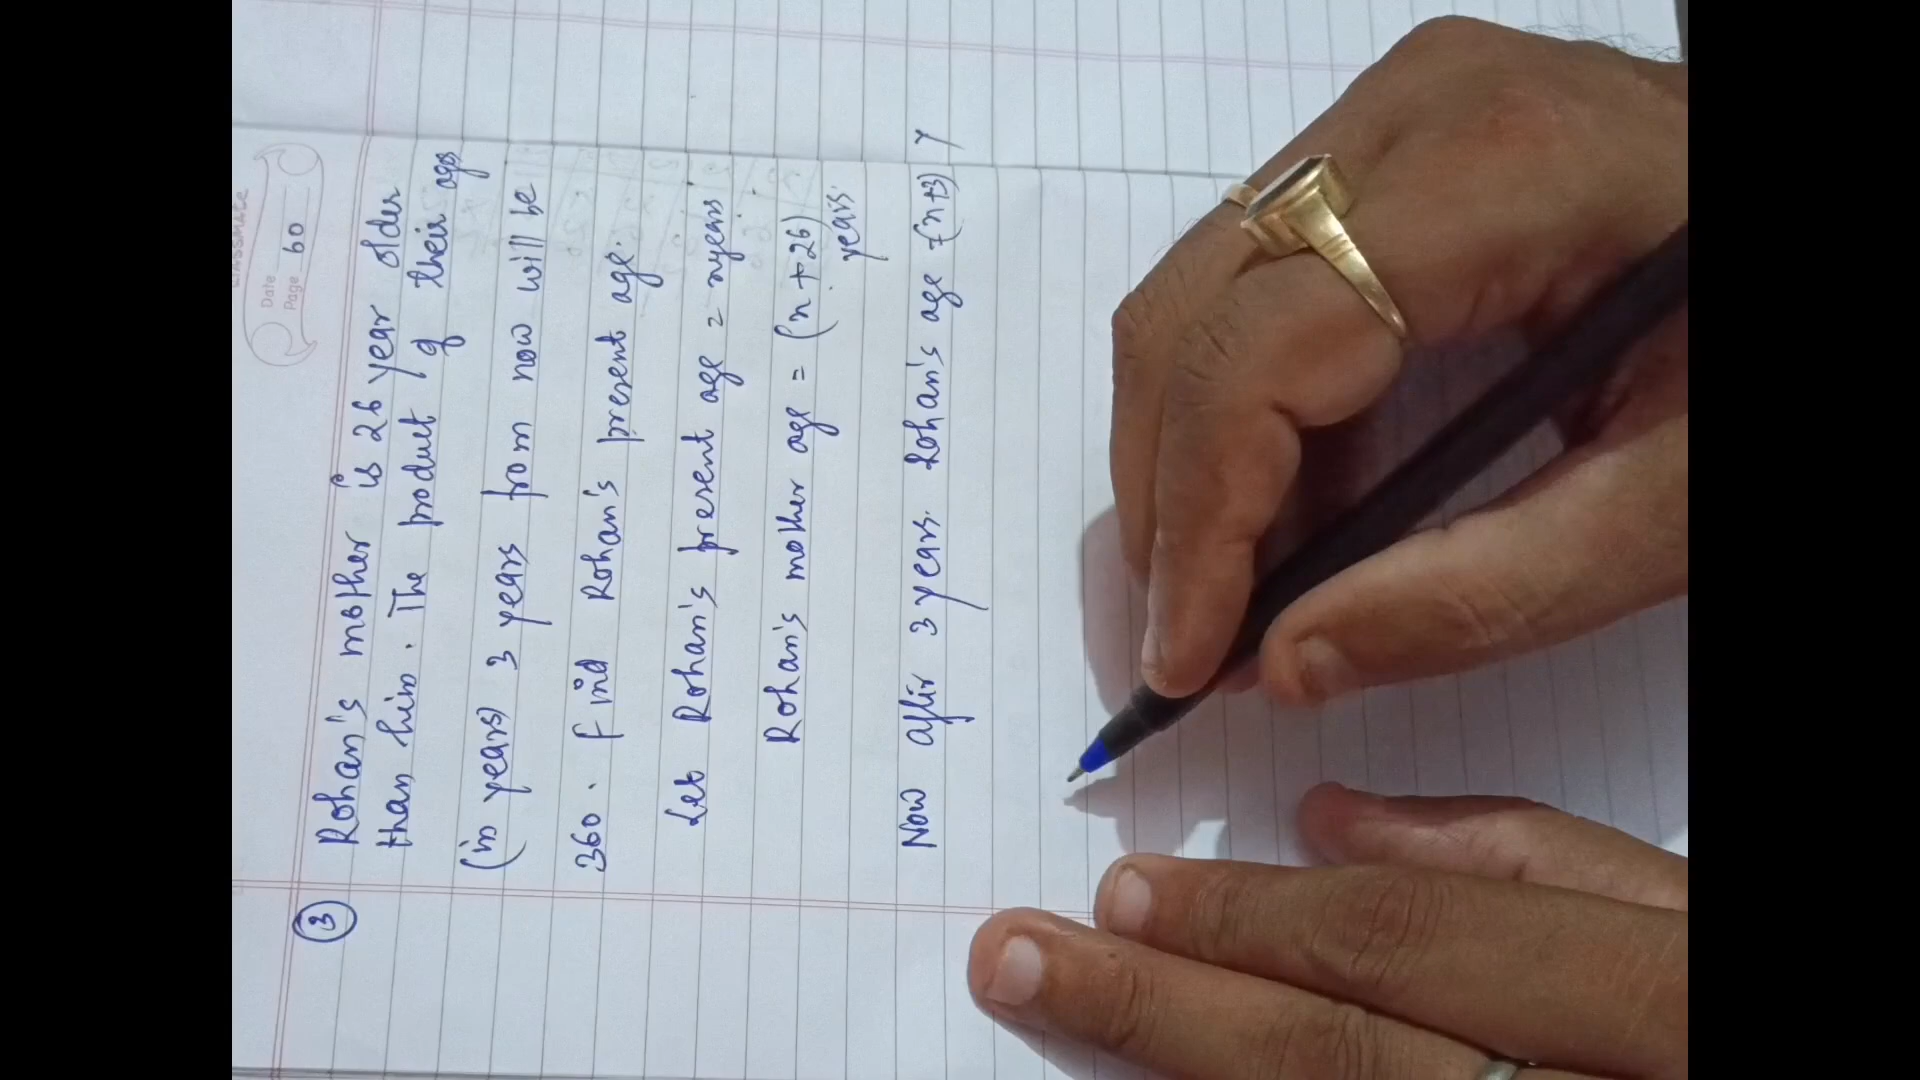 CLASSMATE
Date
Page 60
3
Rohan's mother is 26 year older
than him. The product of their ages
(in years) 3 years from now will be
360. find Rohan's present age.
Let Rohan's present age = x years
Rohan's mother age = (x+26)
years.
Now after 3 years. Rohan's age =(x+3) y